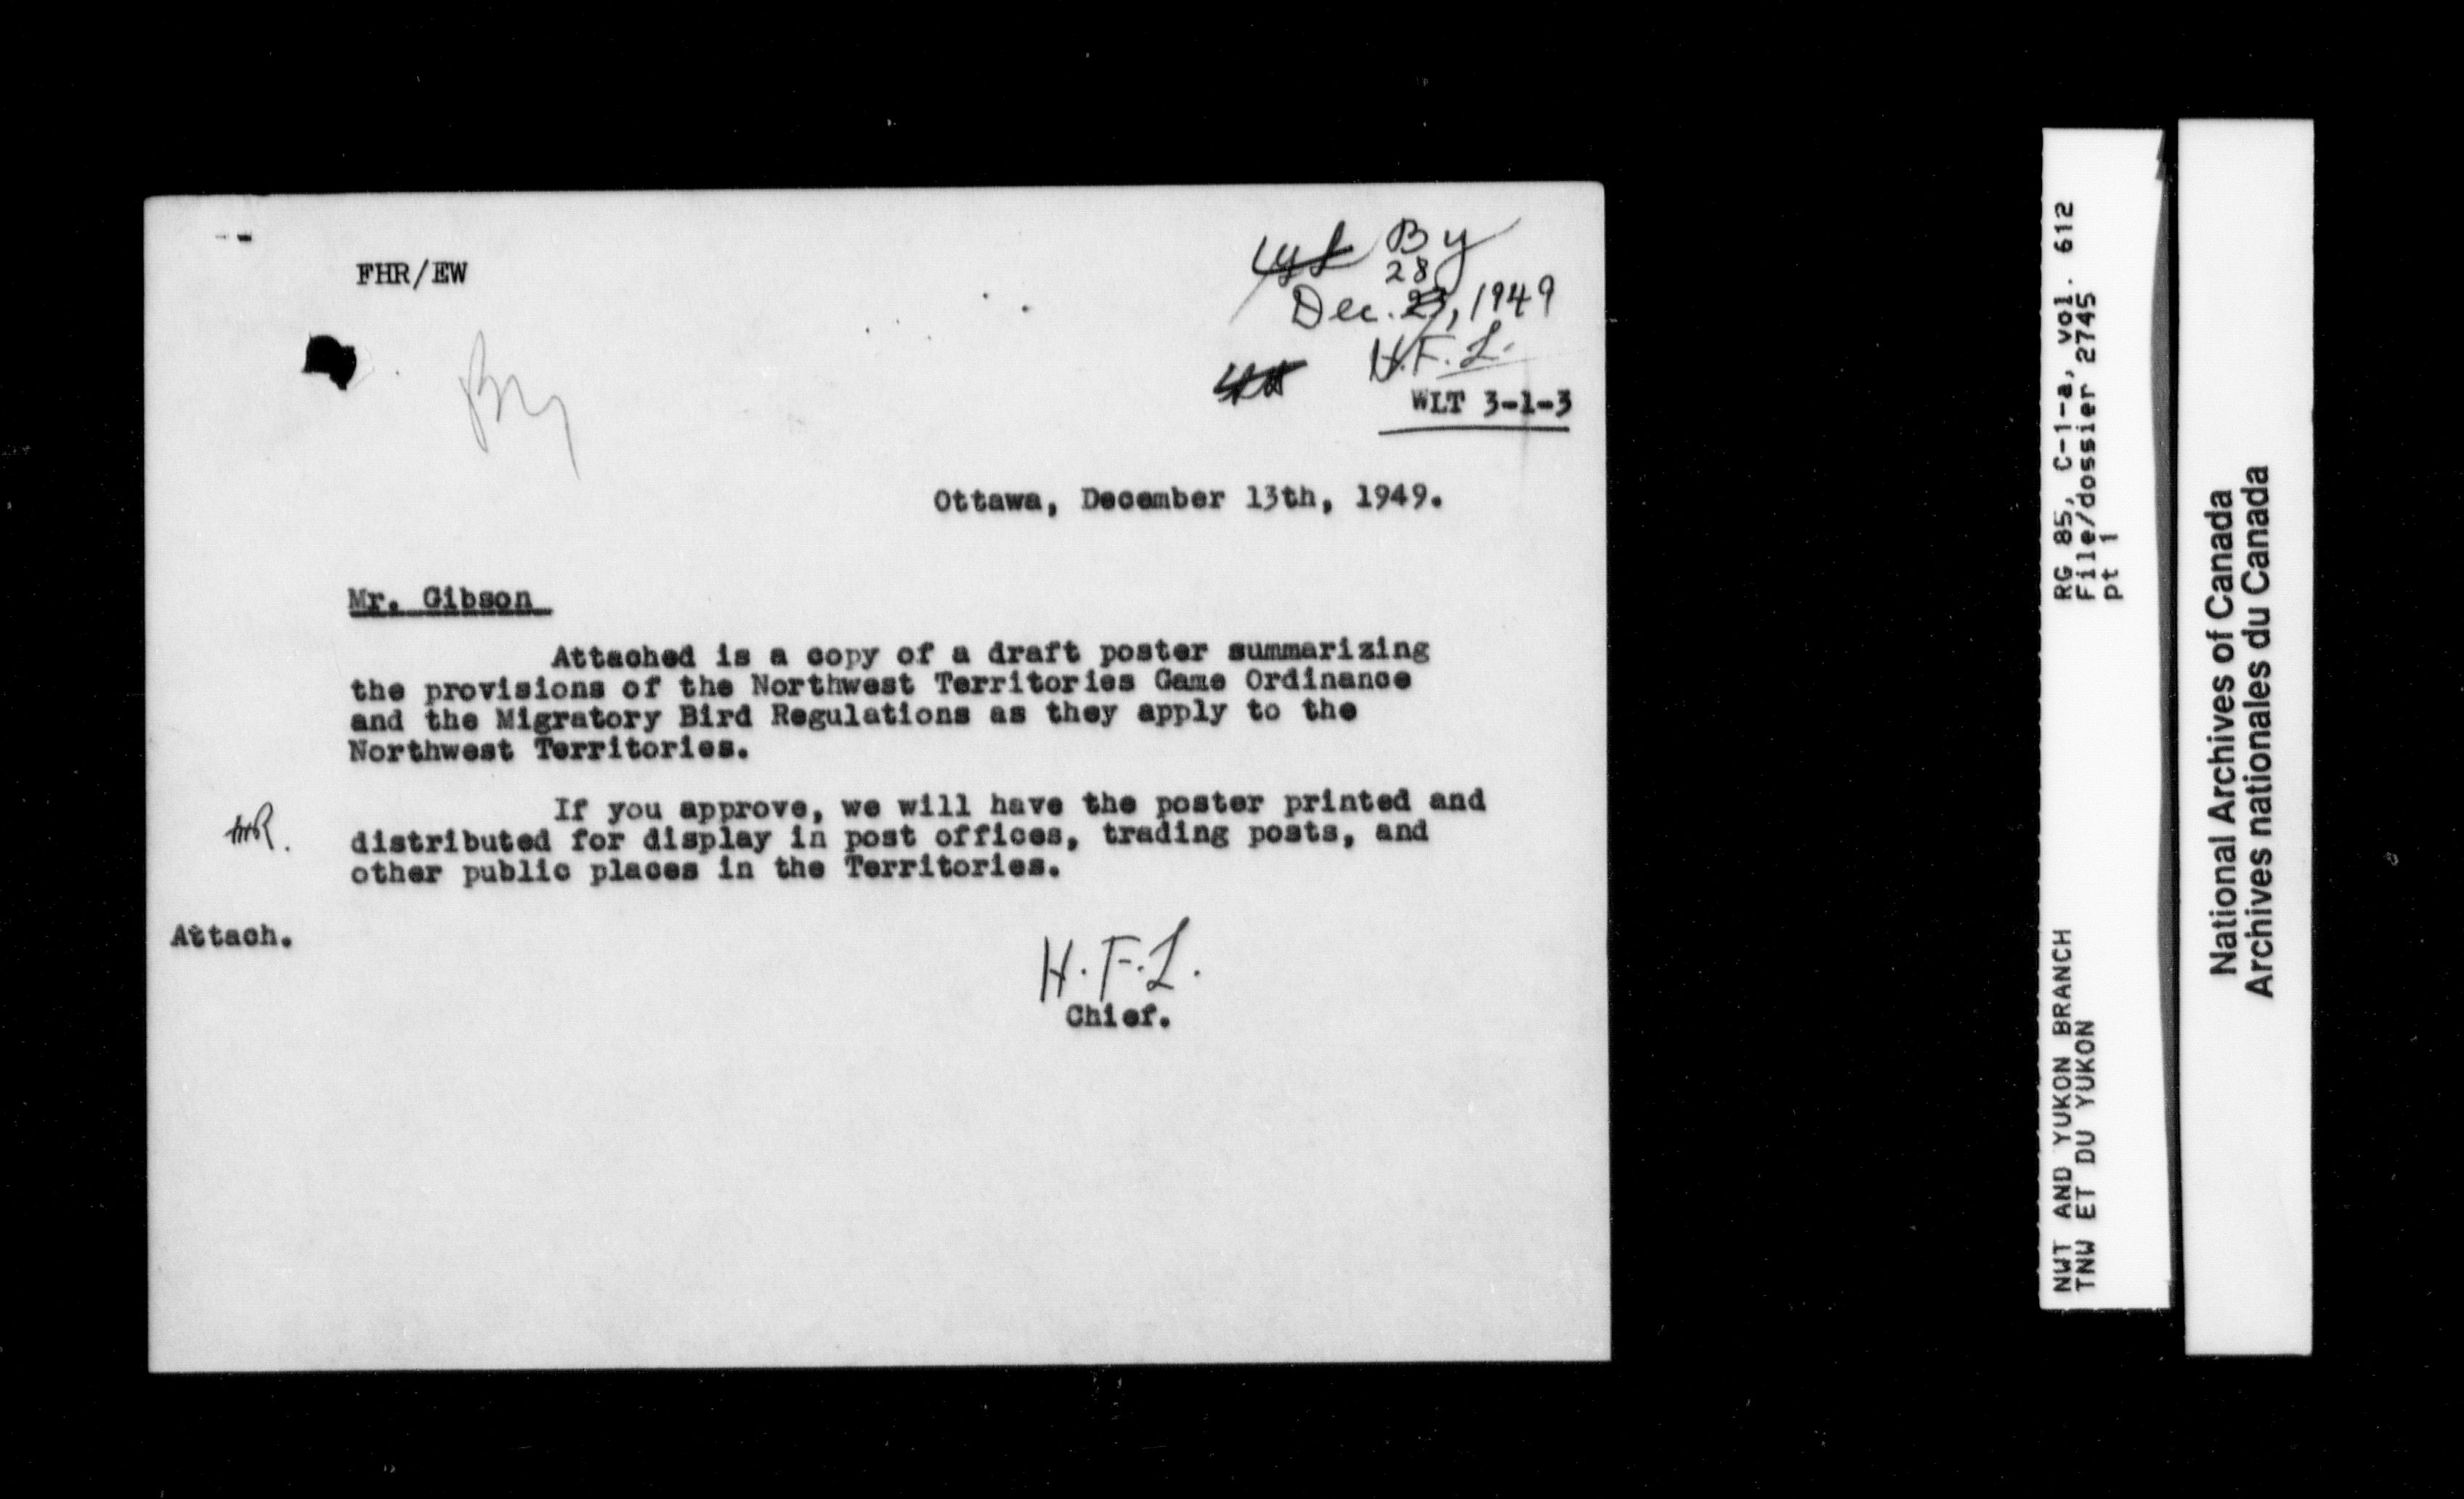 FHR/EW
By
28
Dec. 23, 1949
H.F.L.
WLT 3-1-3
Ottawa, December 13th, 1949.
Mr. Gibson
Attached is a copy of a draft poster summarizing
the provisions of the Northwest Territories Game Ordinance
and the Migratory Bird Regulations as they apply to the
Northwest Territories.
If you approve, we will have the poster printed and
distributed for display in post offices, trading posts, and
other public places in the Territories.
Attach.
H.F.L.
Chief.
RG 85, C-1-a, vol. 612
File/dossier 2745
pt 1
NWT AND YUKON BRANCH
TNW ET DU YUKON
National Archives of Canada
Archives nationales du Canada